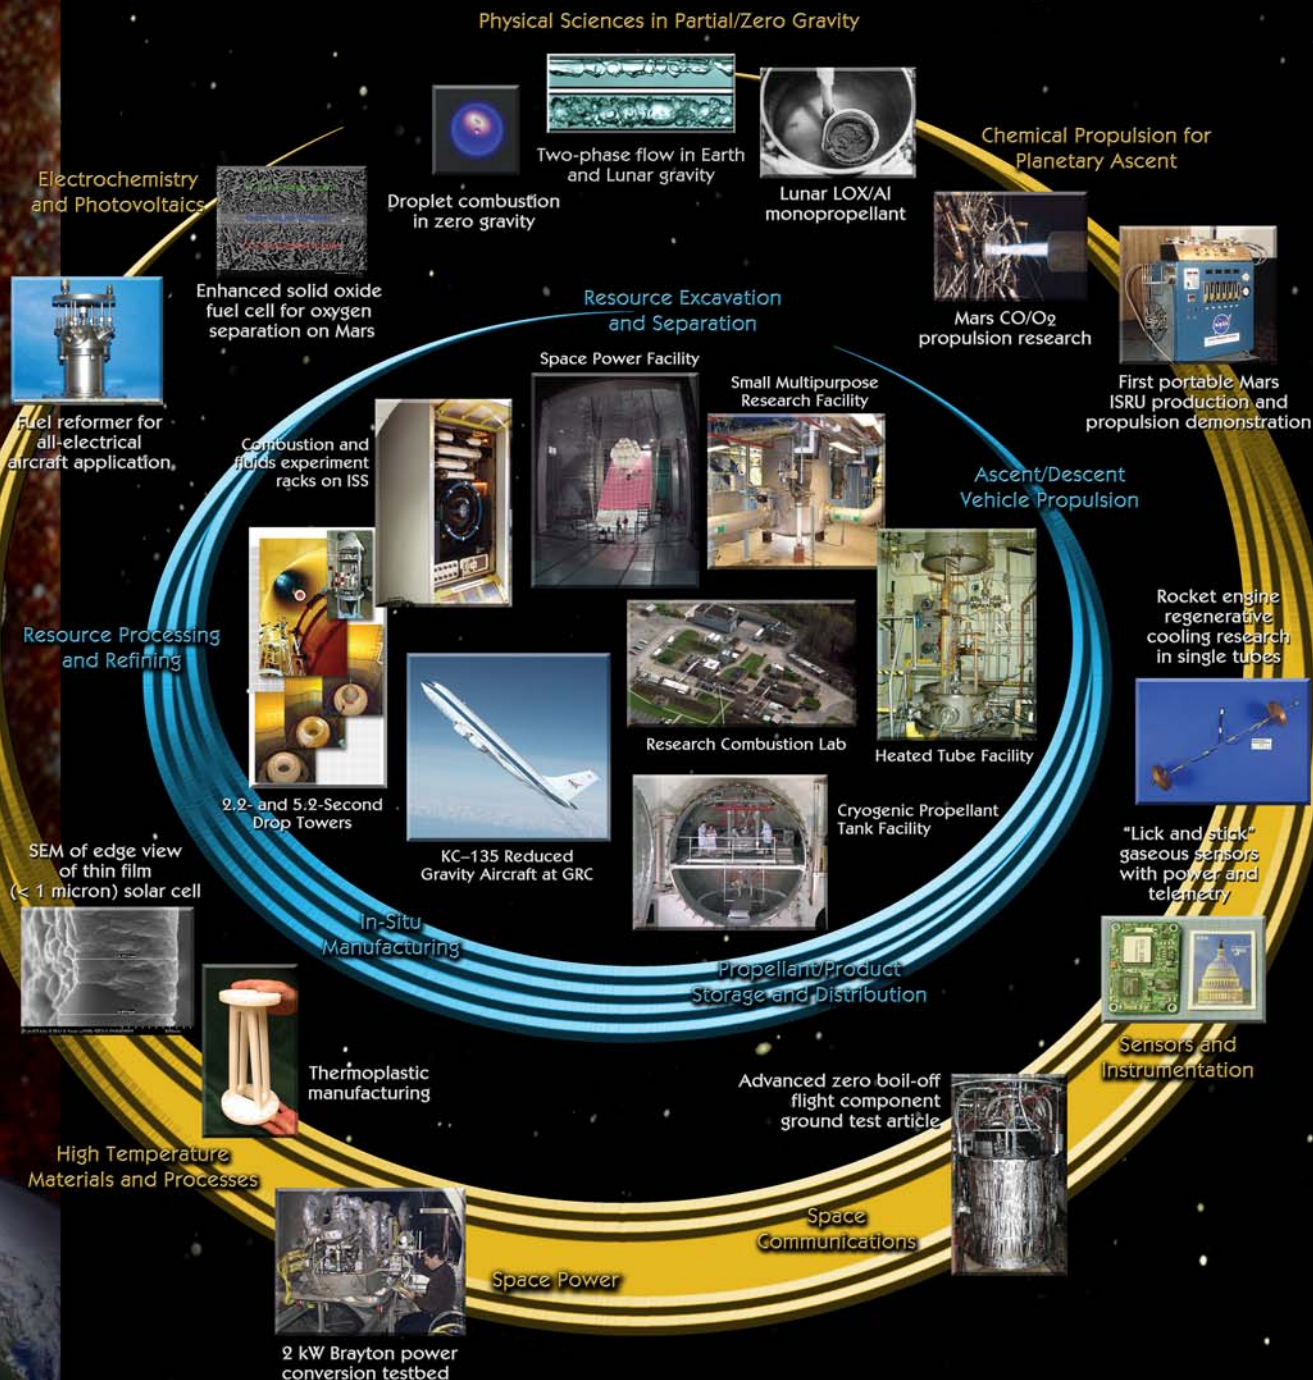 Physical Sciences in Partial/Zero Gravity
Chemical Propulsion for
Planetary Ascent
Electrochemistry
and Photovoltaics
Droplet combustion
in zero gravity
Two-phase flow in Earth
and Lunar gravity
Lunar LOX/Al
monopropellant
Enhanced solid oxide
fuel cell for oxygen
separation on Mars
Mars CO/O₂
propulsion research
First portable Mars
ISRU production and
propulsion demonstration
Fuel reformer for
all-electrical
aircraft application
Resource Excavation
and Separation
Space Power Facility
Small Multipurpose
Research Facility
Combustion and
fluids experiment
racks on ISS
Ascent/Descent
Vehicle Propulsion
Resource Processing
and Refining
Rocket engine
regenerative
cooling research
in single tubes
Research Combustion Lab
Heated Tube Facility
2.2- and 5.2-Second
Drop Towers
KC–135 Reduced
Gravity Aircraft at GRC
Cryogenic Propellant
Tank Facility
SEM of edge view
of thin film
(< 1 micron) solar cell
"Lick and stick"
gaseous sensors
with power and
telemetry
In-Situ
Manufacturing
Propellant/Product
Storage and Distribution
Thermoplastic
manufacturing
Advanced zero boil-off
flight component
ground test article
Sensors and
Instrumentation
High Temperature
Materials and Processes
Space
Communications
Space Power
2 kW Brayton power
conversion testbed